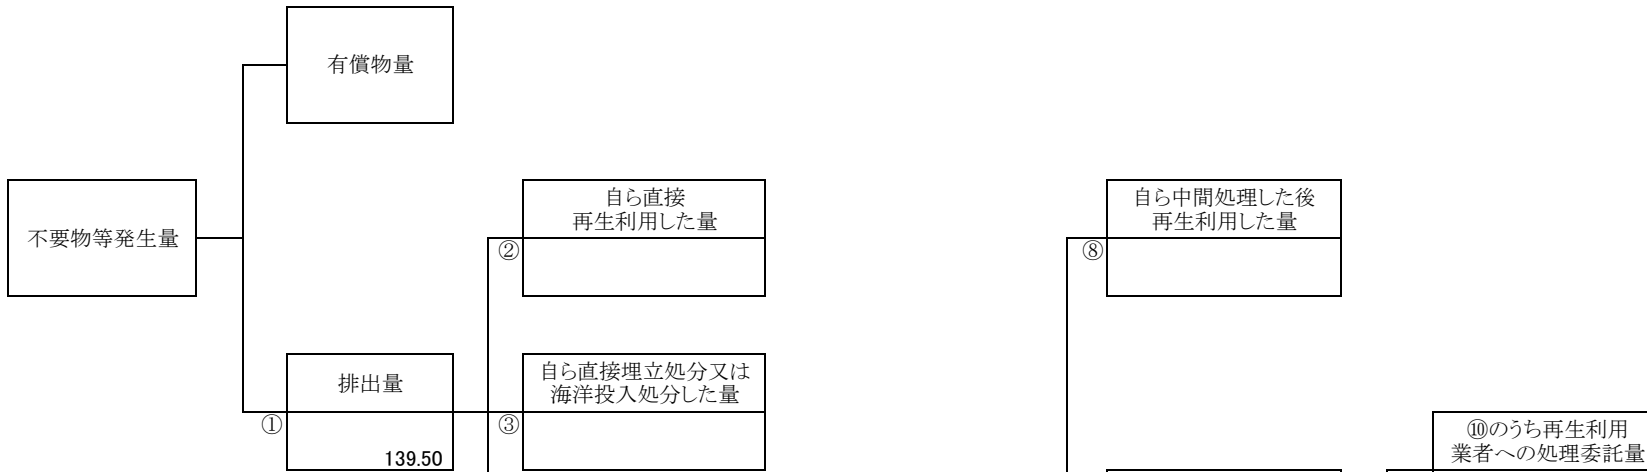 有償物量
不要物等発生量
自ら直接
再生利用した量
②
自ら中間処理した後
再生利用した量
⑧
排出量
①
139.50
自ら直接埋立処分又は
海洋投入処分した量
③
⑩のうち再生利用
業者への処理委託量